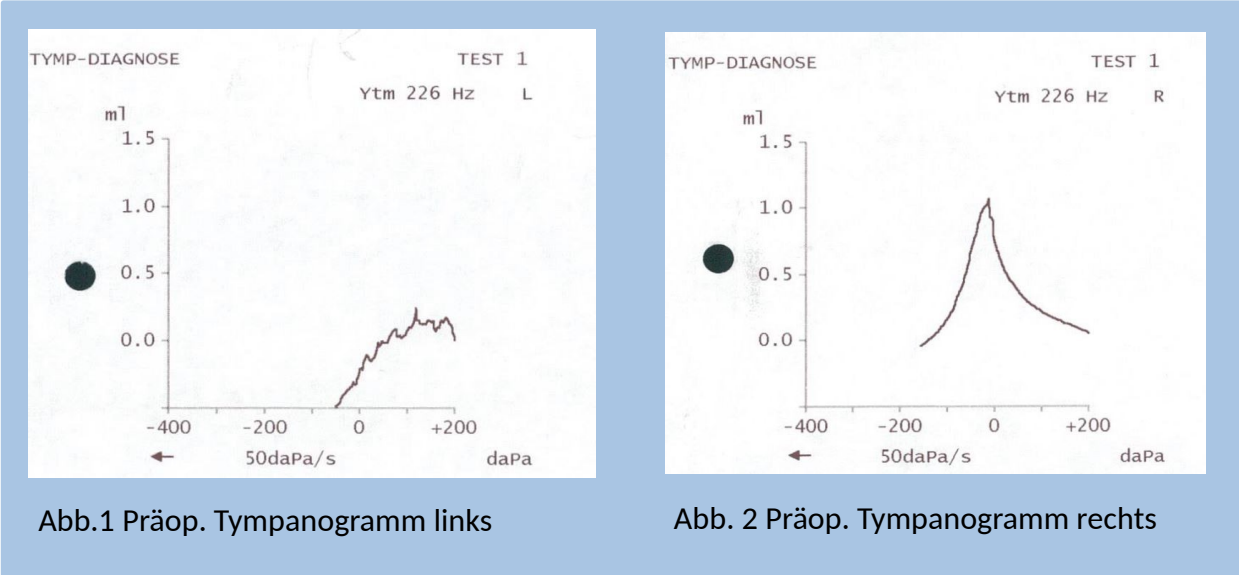 TYMP-DIAGNOSE TEST 1
Ytm 226 Hz L
ml
1.5
1.0
0.5
0.0
-400 -200 0 +200
50daPa/s daPa
Abb.1 Präop. Tympanogramm links
TYMP-DIAGNOSE TEST 1
Ytm 226 Hz R
ml
1.5
1.0
0.5
0.0
-400 -200 0 +200
50daPa/s daPa
Abb. 2 Präop. Tympanogramm rechts